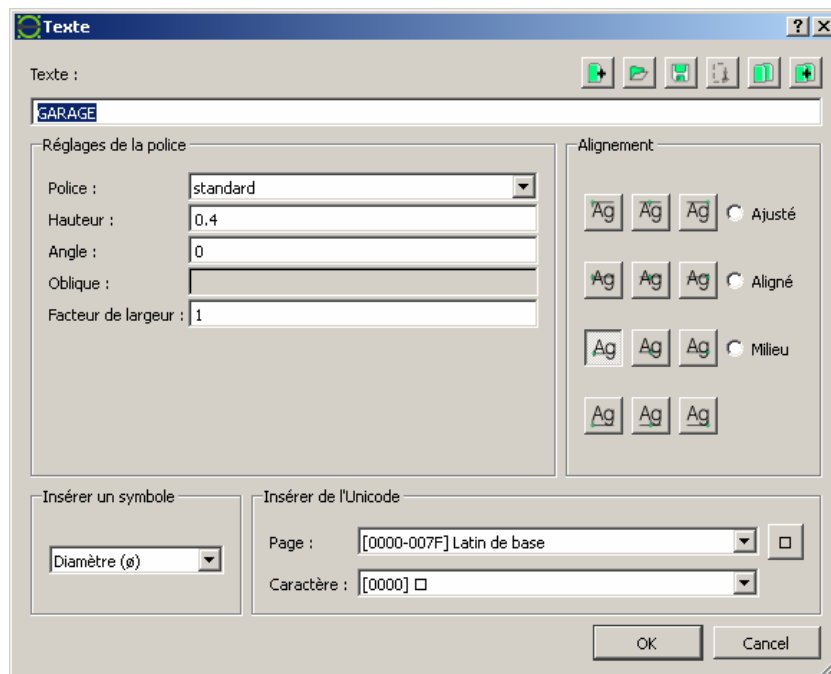 Texte
Texte :
GARAGE
Réglages de la police
Police : standard
Hauteur : 0.4
Angle : 0
Oblique :
Facteur de largeur : 1
Alignement
Ag Ag Ag Ajusté
Ag Ag Ag Aligné
Ag Ag Ag Milieu
Ag Ag Ag
Insérer un symbole
Diamètre (ø)
Insérer de l'Unicode
Page : [0000-007F] Latin de base
Caractère : [0000] □
OK Cancel